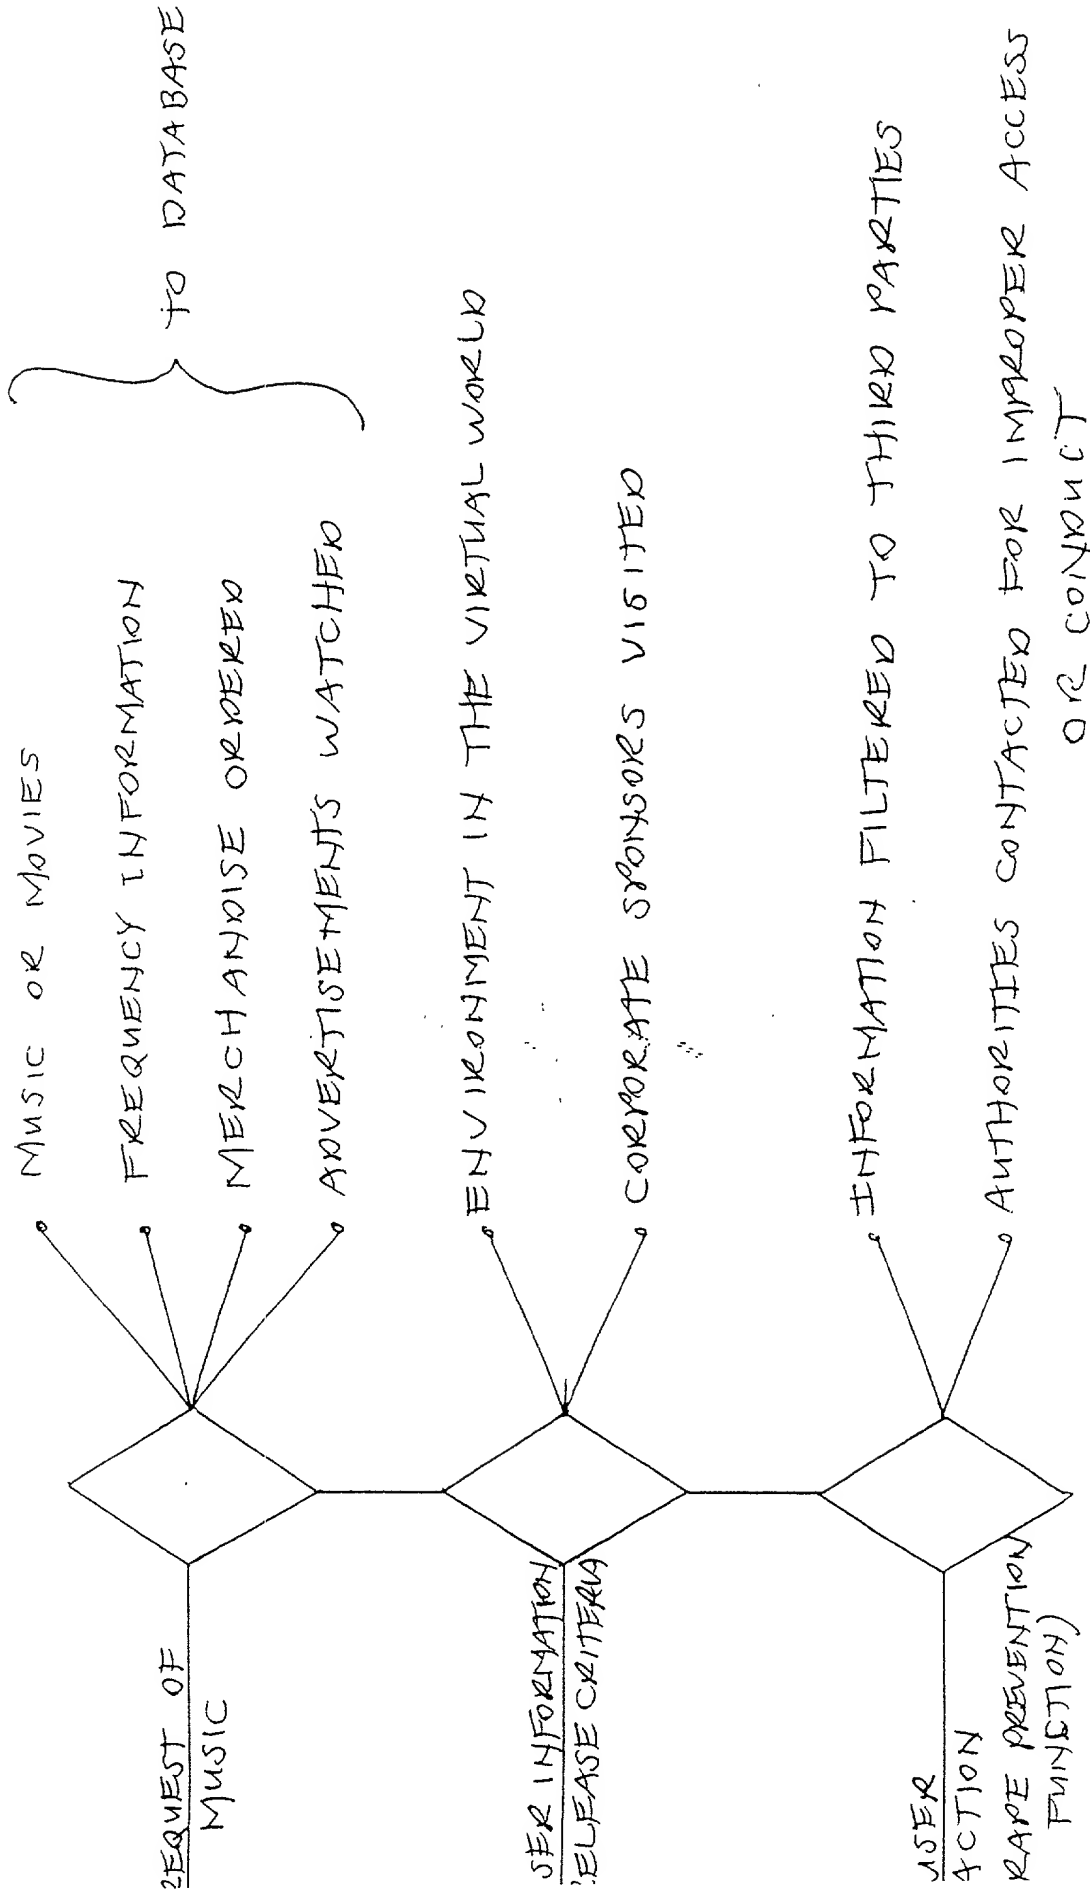 MUSIC OR MOVIES
FREQUENCY INFORMATION
MERCHANDISE ORDERED
ADVERTISEMENTS WATCHED
TO DATABASE
REQUEST OF
MUSIC
ENVIRONMENT IN THE VIRTUAL WORLD
CORPORATE SPONSORS VISITED
SER INFORMATION
ELEASE CRITERIA
INFORMATION FILTERED TO THIRD PARTIES
AUTHORITIES CONTACTED FOR IMPROPER ACCESS
OR CONDUCT
USER
ACTION
RAPE PREVENTION
FUNCTION)